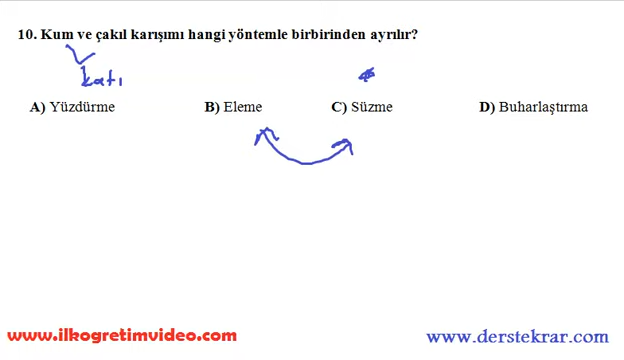 10. Kum ve çakıl karışımı hangi yöntemle birbirinden ayrılır?
katı
A) Yüzdürme B) Eleme C) Süzme D) Buharlaştırma
www.ilkogretimvideo.com www.derstekrar.com